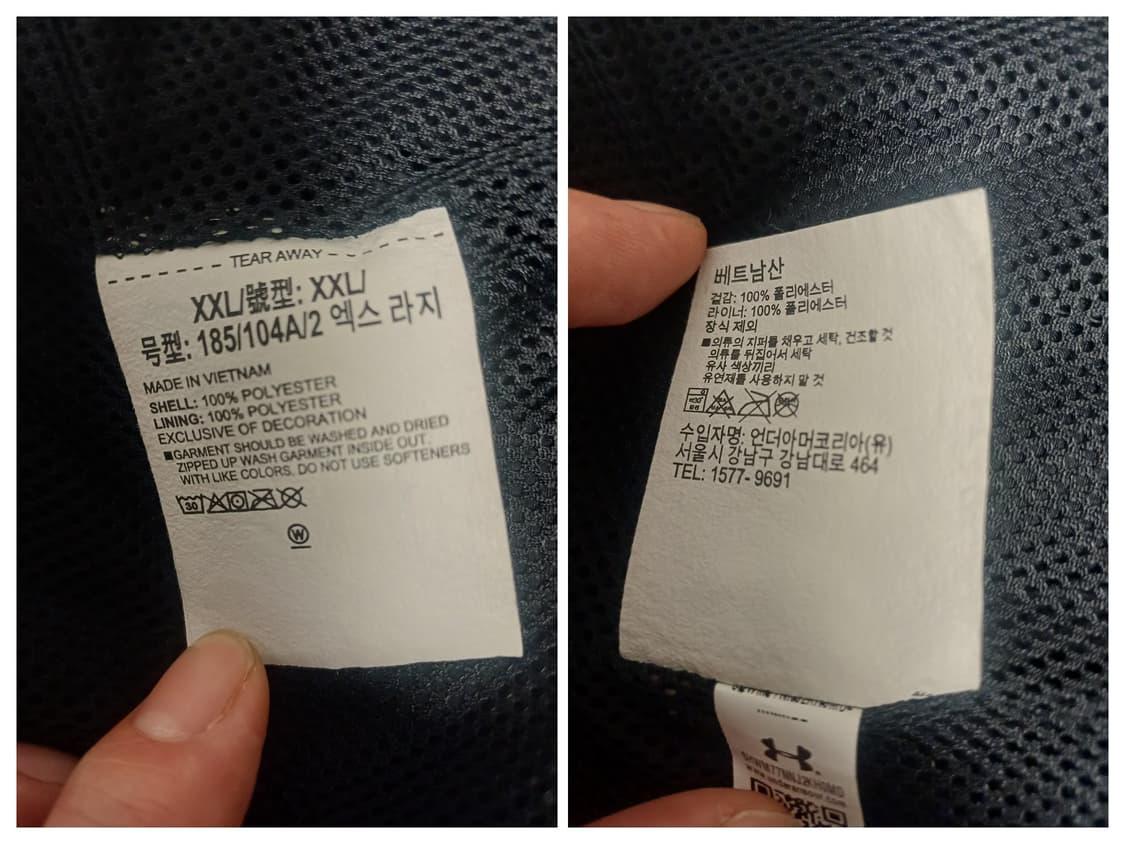 TEAR AWAY
XXL/號型: XXL/
号型: 185/104A/2 엑스 라지
MADE IN VIETNAM
SHELL: 100% POLYESTER
LINING: 100% POLYESTER
EXCLUSIVE OF DECORATION
■GARMENT SHOULD BE WASHED AND DRIED
ZIPPED UP WASH GARMENT INSIDE OUT.
WITH LIKE COLORS. DO NOT USE SOFTENERS
30
W
베트남산
겉감: 100% 폴리에스터
라이너: 100% 폴리에스터
장식 제외
■의류의 지퍼를 채우고 세탁, 건조할 것
의류를 뒤집어서 세탁
유사 색상끼리
유연제를 사용하지 말 것
수입자명: 언더아머코리아(유)
서울시 강남구 강남대로 464
TEL: 1577- 9691
www.underarmour.com